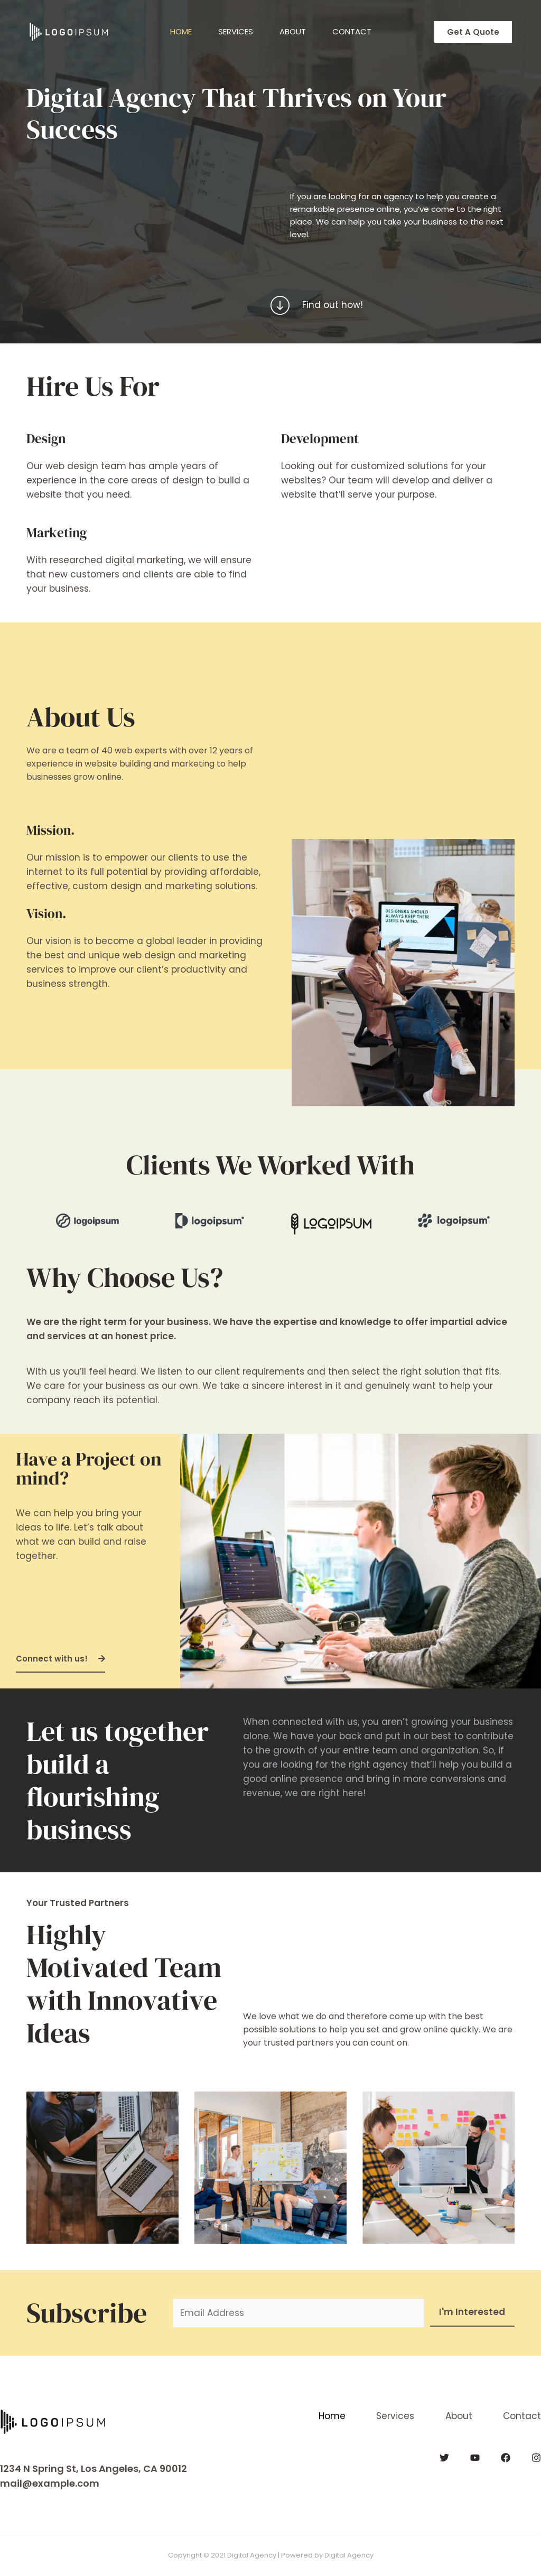 LOGOIPSUM
HOME
SERVICES
ABOUT
CONTACT
Get A Quote
Digital Agency That Thrives on Your
Success
If you are looking for an agency to help you create a
remarkable presence online, you've come to the right
place. We can help you take your business to the next
level.
Find out how!
Hire Us For
Design
Our web design team has ample years of
experience in the core areas of design to build a
website that you need.
Development
Looking out for customized solutions for your
websites? Our team will develop and deliver a
website that'll serve your purpose.
Marketing
With researched digital marketing, we will ensure
that new customers and clients are able to find
your business.
About Us
We are a team of 40 web experts with over 12 years of
experience in website building and marketing to help
businesses grow online.
Mission.
Our mission is to empower our clients to use the
internet to its full potential by providing affordable,
effective, custom design and marketing solutions.
Vision.
Our vision is to become a global leader in providing
the best and unique web design and marketing
services to improve our client's productivity and
business strength.
DESIGNERS SHOULD
ALWAYS KEEP THEIR
USERS IN MIND.
Clients We Worked With
logoipsum
logoipsum
LOGOIPSUM
logoipsum
Why Choose Us?
We are the right term for your business. We have the expertise and knowledge to offer impartial advice
and services at an honest price.
With us you'll feel heard. We listen to our client requirements and then select the right solution that fits.
We care for your business as our own. We take a sincere interest in it and genuinely want to help your
company reach its potential.
Have a Project on
mind?
We can help you bring your
ideas to life. Let's talk about
what we can build and raise
together.
Connect with us!
Let us together
build a
flourishing
business
When connected with us, you aren't growing your business
alone. We have your back and put in our best to contribute
to the growth of your entire team and organization. So, if
you are looking for the right agency that'll help you build a
good online presence and bring in more conversions and
revenue, we are right here!
Your Trusted Partners
Highly
Motivated Team
with Innovative
Ideas
We love what we do and therefore come up with the best
possible solutions to help you set and grow online quickly. We are
your trusted partners you can count on.
Subscribe
Email Address
I'm Interested
LOGOIPSUM
Home
Services
About
Contact
1234 N Spring St, Los Angeles, CA 90012
mail@example.com
Copyright © 2021 Digital Agency | Powered by Digital Agency